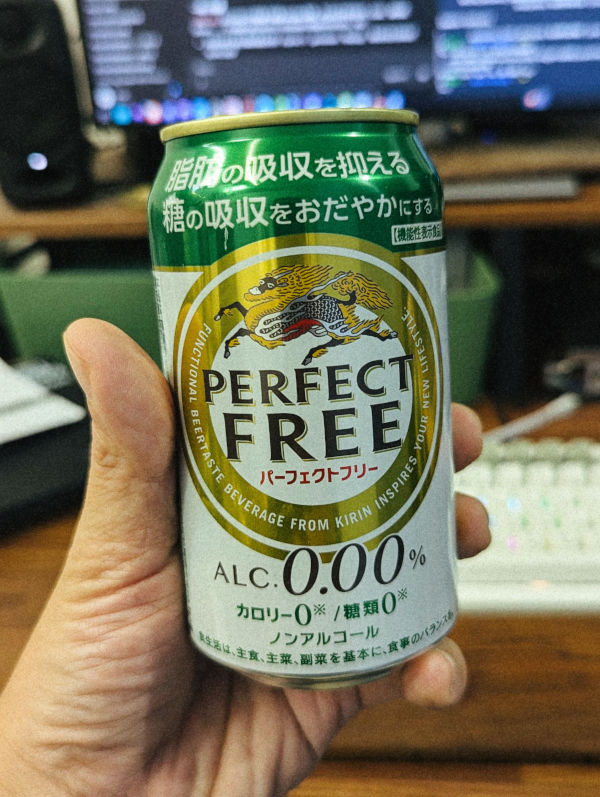 脂肪の吸収を抑える
糖の吸収をおだやかにする
【機能性表示食品
PERFECT
FREE
パーフェクトフリー
FUNCTIONAL BEERTASTE BEVERAGE FROM KIRIN INSPIRES YOUR NEW LIFESTYLE
ALC.0.00%
カロリー0※/糖類0※
ノンアルコール
食生活は、主食、主菜、副菜を基本に、食事のバランスを